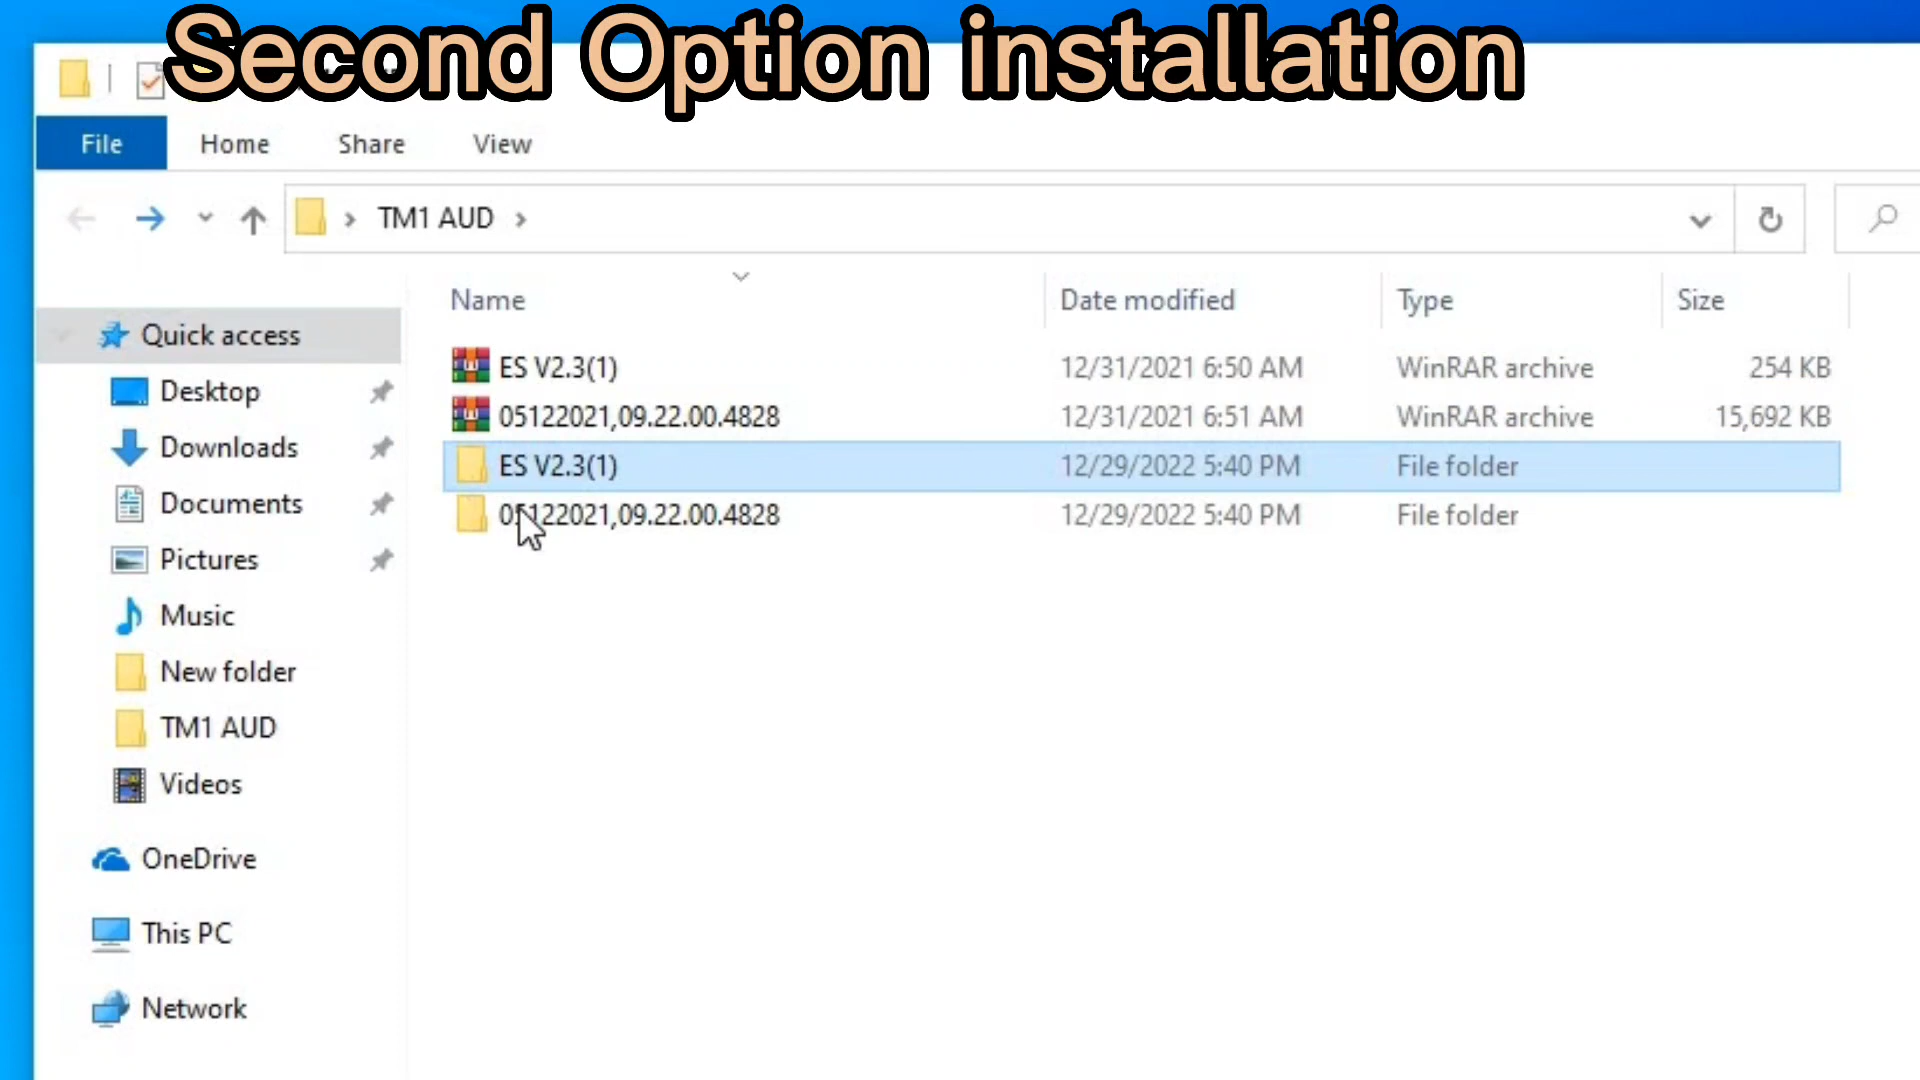 Second Option installation
File Home Share View
TM1 AUD
Name Date modified Type Size
Quick access
Desktop
Downloads
Documents
Pictures
Music
New folder
TM1 AUD
Videos
OneDrive
This PC
Network
ES V2.3(1) 12/31/2021 6:50 AM WinRAR archive 254 KB
05122021,09.22.00.4828 12/31/2021 6:51 AM WinRAR archive 15,692 KB
ES V2.3(1) 12/29/2022 5:40 PM File folder
05122021,09.22.00.4828 12/29/2022 5:40 PM File folder